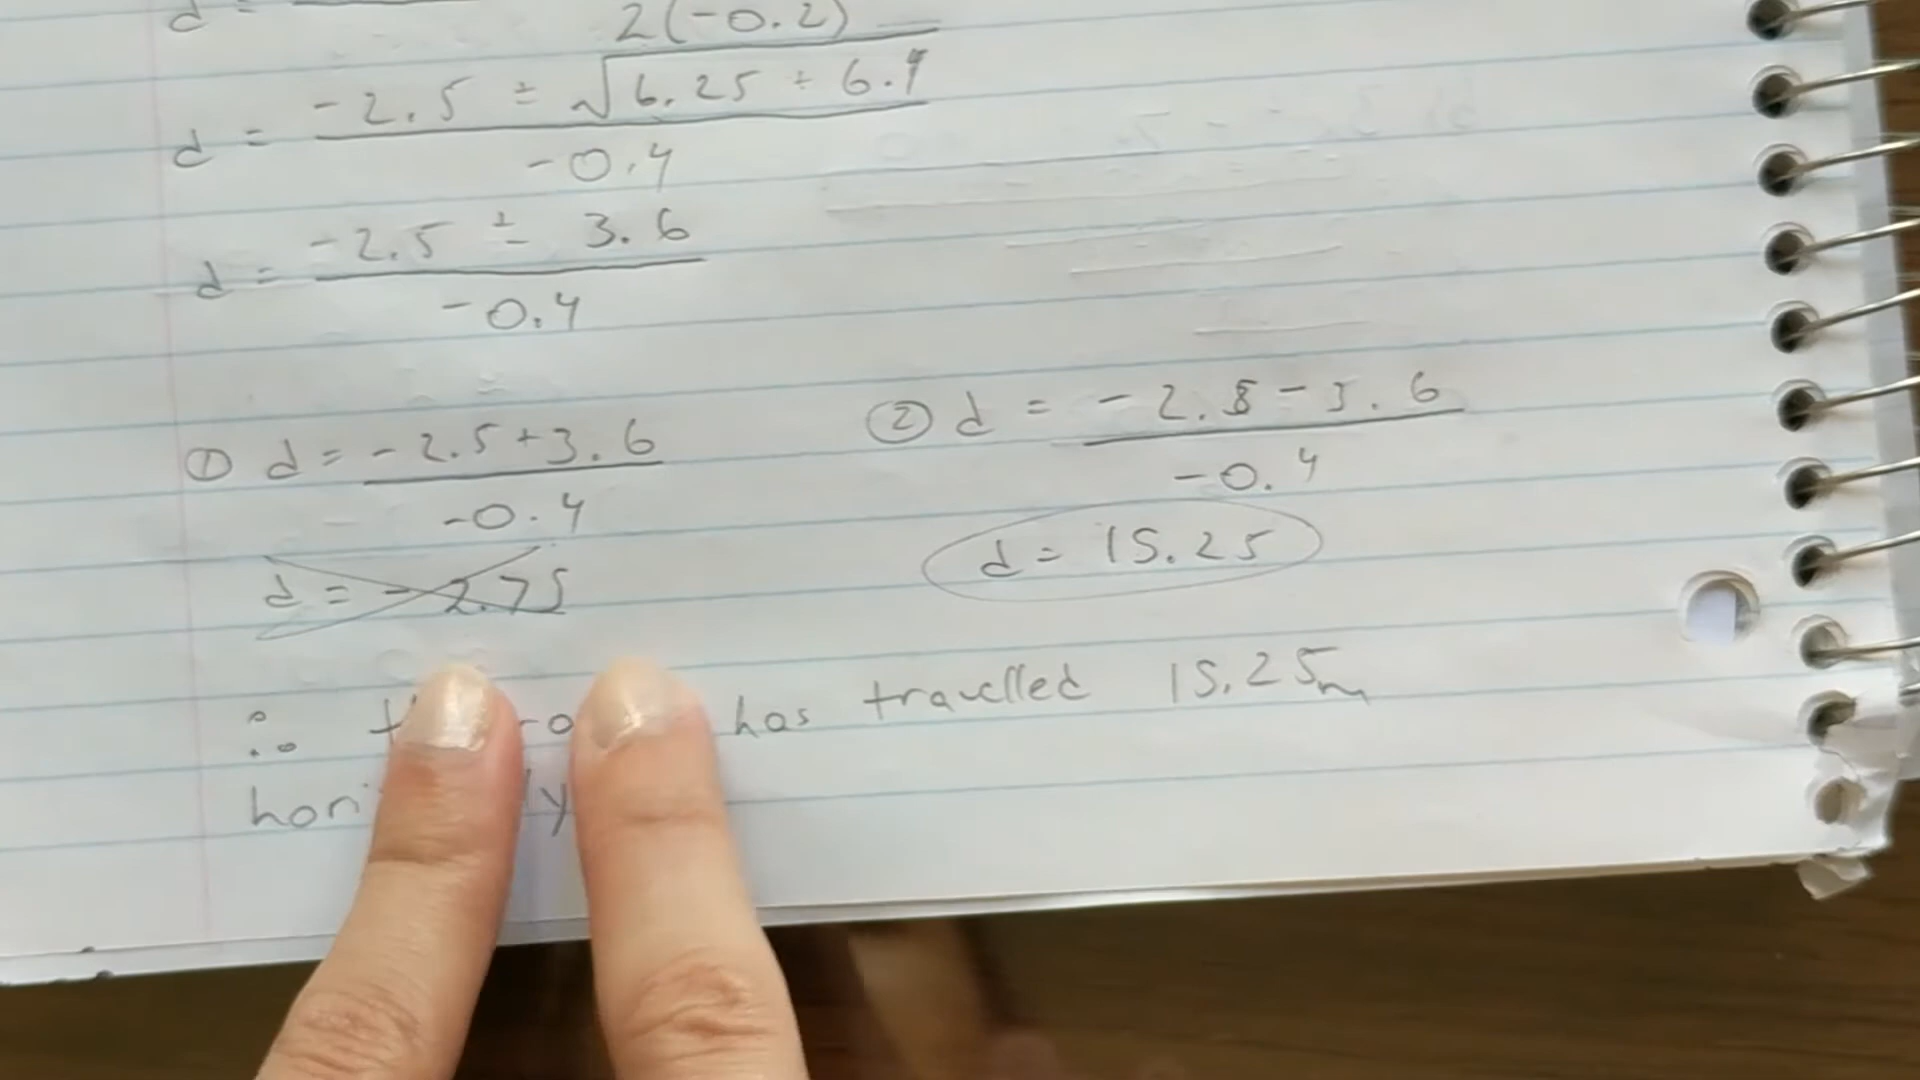 d =
2(-0.2)
d = -2.5 ± √6.25 + 6.4
-0.4
d = -2.5 ± 3.6
-0.4
① d = -2.5+3.6
-0.4
d = -2.75
② d = -2.5-3.6
-0.4
d = 15.25
∴ has travelled 15.25m